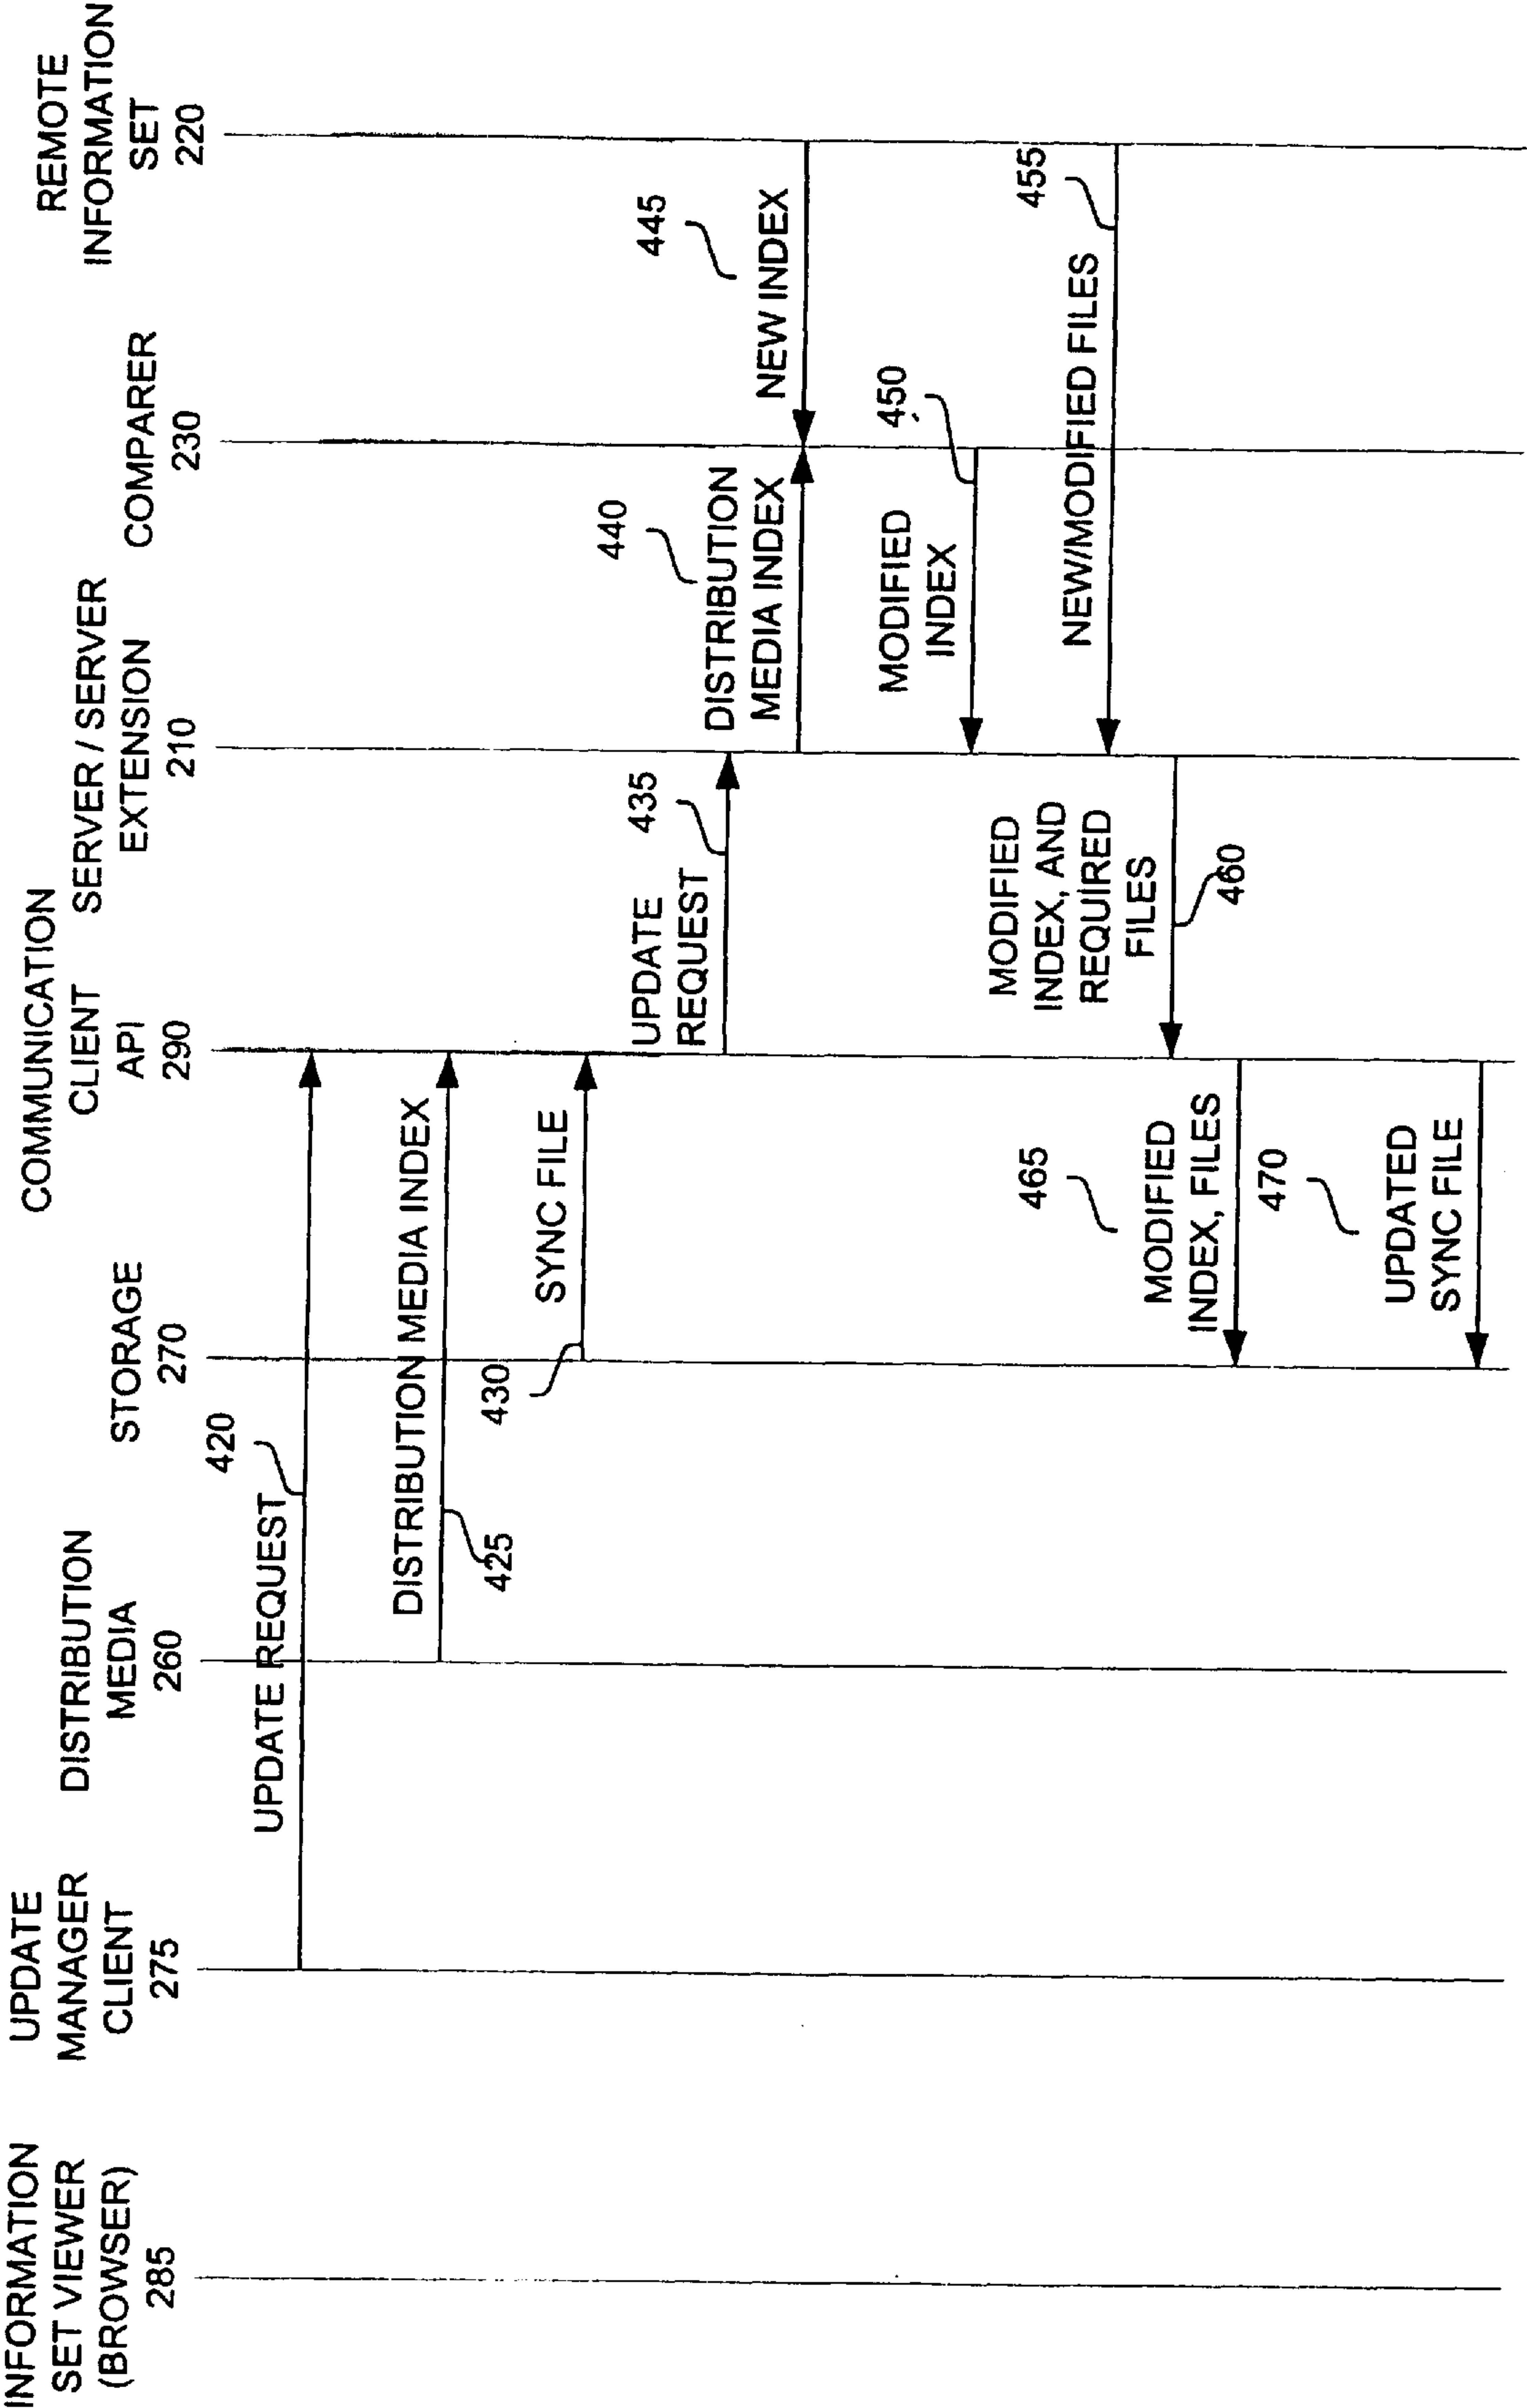 INFORMATION
SET VIEWER
(BROWSER)
285
UPDATE
MANAGER
CLIENT
275
DISTRIBUTION
MEDIA
260
STORAGE
270
COMMUNICATION
CLIENT
API
290
SERVER / SERVER
EXTENSION
210
COMPARER
230
REMOTE
INFORMATION
SET
220
UPDATE REQUEST
420
DISTRIBUTION MEDIA INDEX
425
SYNC FILE
430
UPDATE
REQUEST
435
DISTRIBUTION
MEDIA INDEX
440
NEW INDEX
445
MODIFIED
INDEX
450
NEW/MODIFIED FILES
455
MODIFIED
INDEX, AND
REQUIRED
FILES
460
MODIFIED
INDEX, FILES
465
UPDATED
SYNC FILE
470